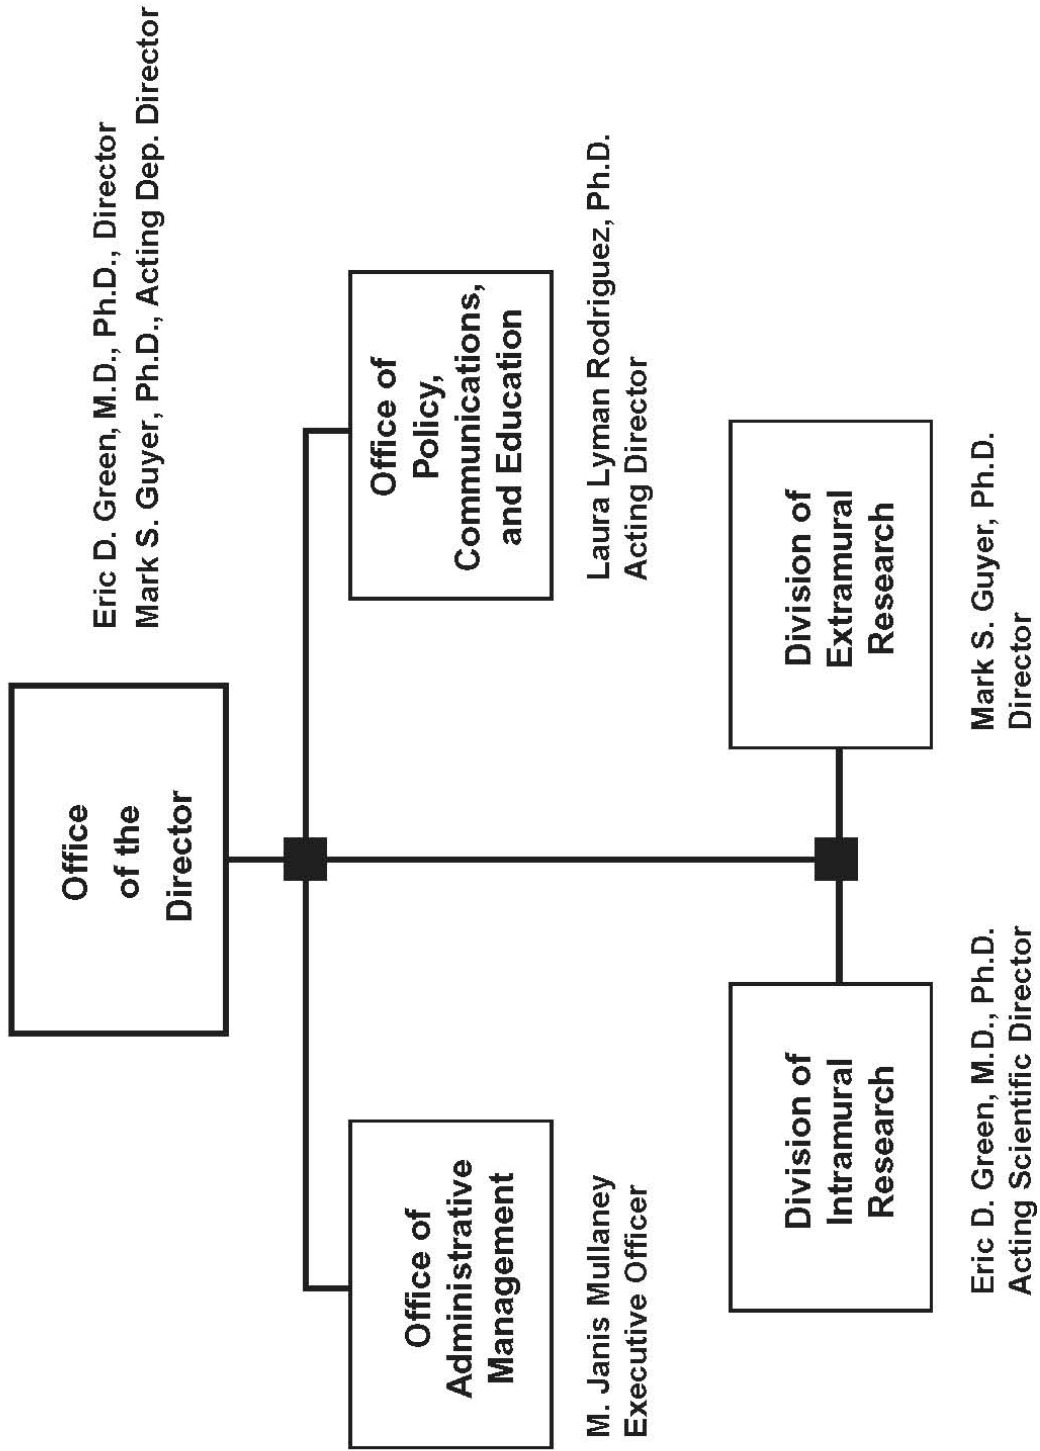 Office
of the
Director
Eric D. Green, M.D., Ph.D., Director
Mark S. Guyer, Ph.D., Acting Dep. Director
Office of
Administrative
Management
M. Janis Mullaney
Executive Officer
Office of
Policy,
Communications,
and Education
Laura Lyman Rodriguez, Ph.D.
Acting Director
Division of
Intramural
Research
Eric D. Green, M.D., Ph.D.
Acting Scientific Director
Division of
Extramural
Research
Mark S. Guyer, Ph.D.
Director